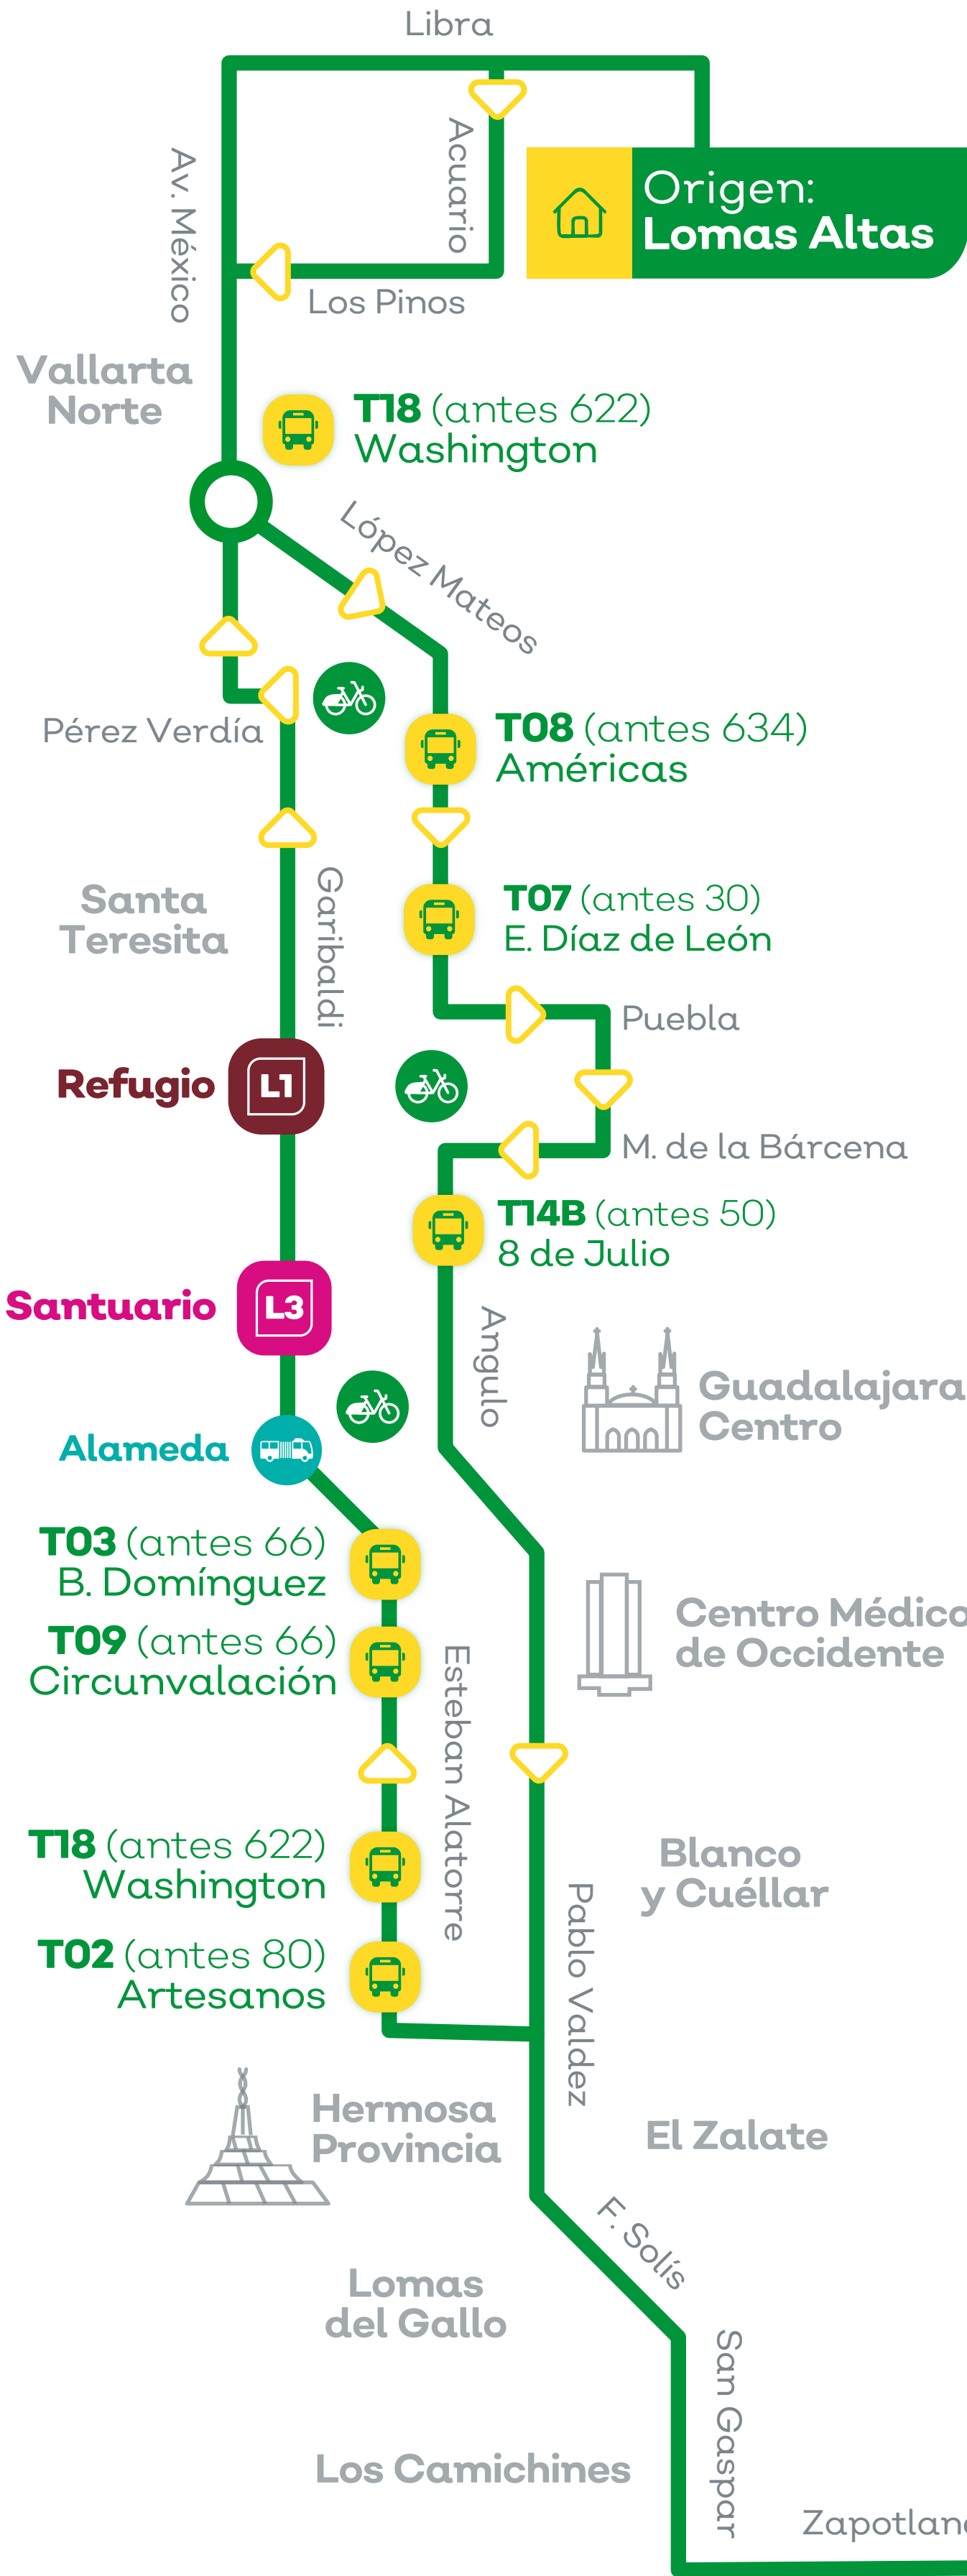 Libra
Acuario
Av. México
Origen:
Lomas Altas
Los Pinos
Vallarta
Norte
T18 (antes 622)
Washington
López Mateos
Pérez Verdía
T08 (antes 634)
Américas
Santa
Teresita
Garibaldi
T07 (antes 30)
E. Díaz de León
Puebla
Refugio
L1
M. de la Bárcena
T14B (antes 50)
8 de Julio
Santuario
L3
Angulo
Guadalajara
Centro
Alameda
T03 (antes 66)
B. Domínguez
T09 (antes 66)
Circunvalación
Centro Médico
de Occidente
Esteban Alatorre
T18 (antes 622)
Washington
Blanco
y Cuéllar
T02 (antes 80)
Artesanos
Pablo Valdez
Hermosa
Provincia
El Zalate
F. Solís
Lomas
del Gallo
San Gaspar
Los Camichines